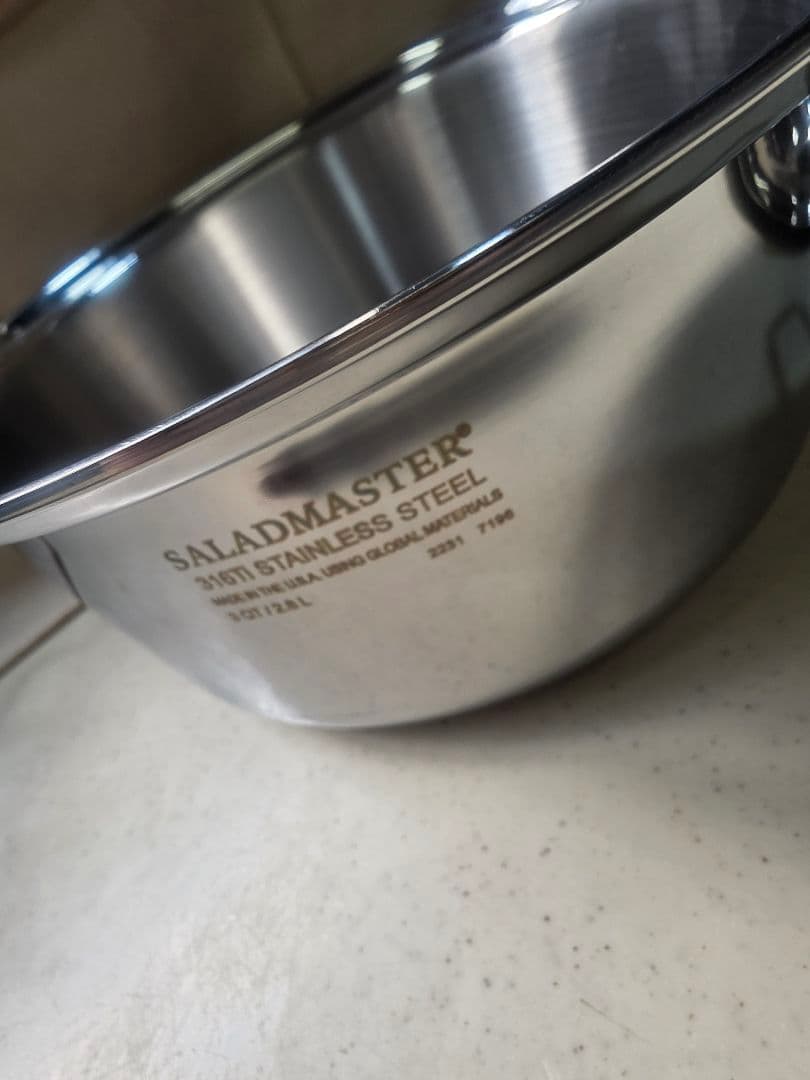 SALADMASTER®
316Ti STAINLESS STEEL
MADE IN THE U.S.A. USING GLOBAL MATERIALS
3 QT / 2.8 L 2231 7196